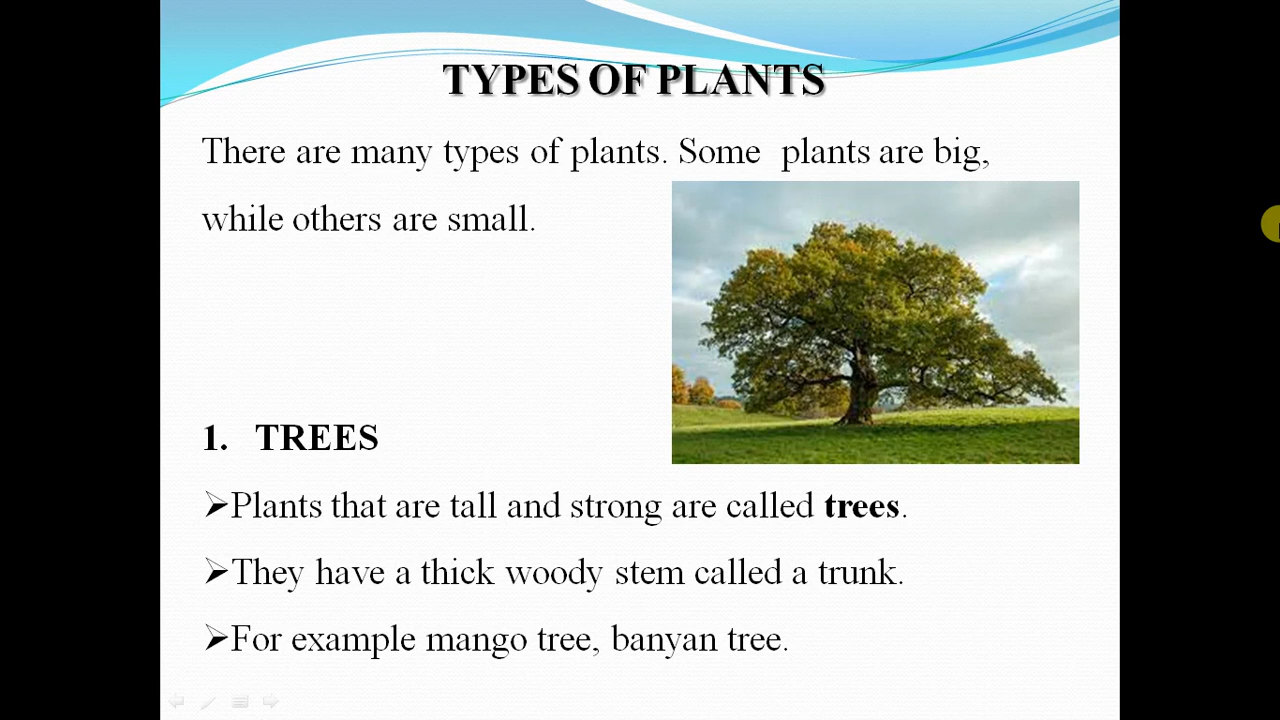 TYPES OF PLANTS
There are many types of plants. Some  plants are big,
while others are small.
1. TREES
➢Plants that are tall and strong are called trees.
➢They have a thick woody stem called a trunk.
➢For example mango tree, banyan tree.